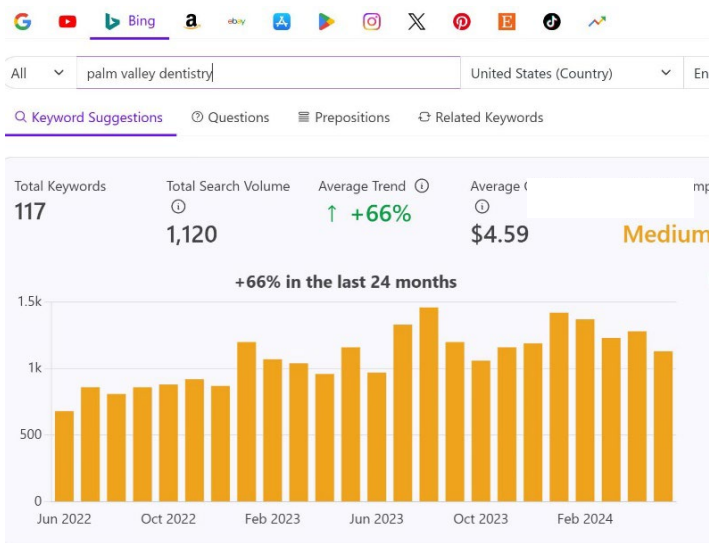 Bing
a
ebay
All
palm valley dentistry
United States (Country)
En
Keyword Suggestions
Questions
Prepositions
Related Keywords
Total Keywords
117
Total Search Volume
1,120
Average Trend
↑ +66%
Average
$4.59
Medium
+66% in the last 24 months
1.5k
1k
500
0
Jun 2022
Oct 2022
Feb 2023
Jun 2023
Oct 2023
Feb 2024